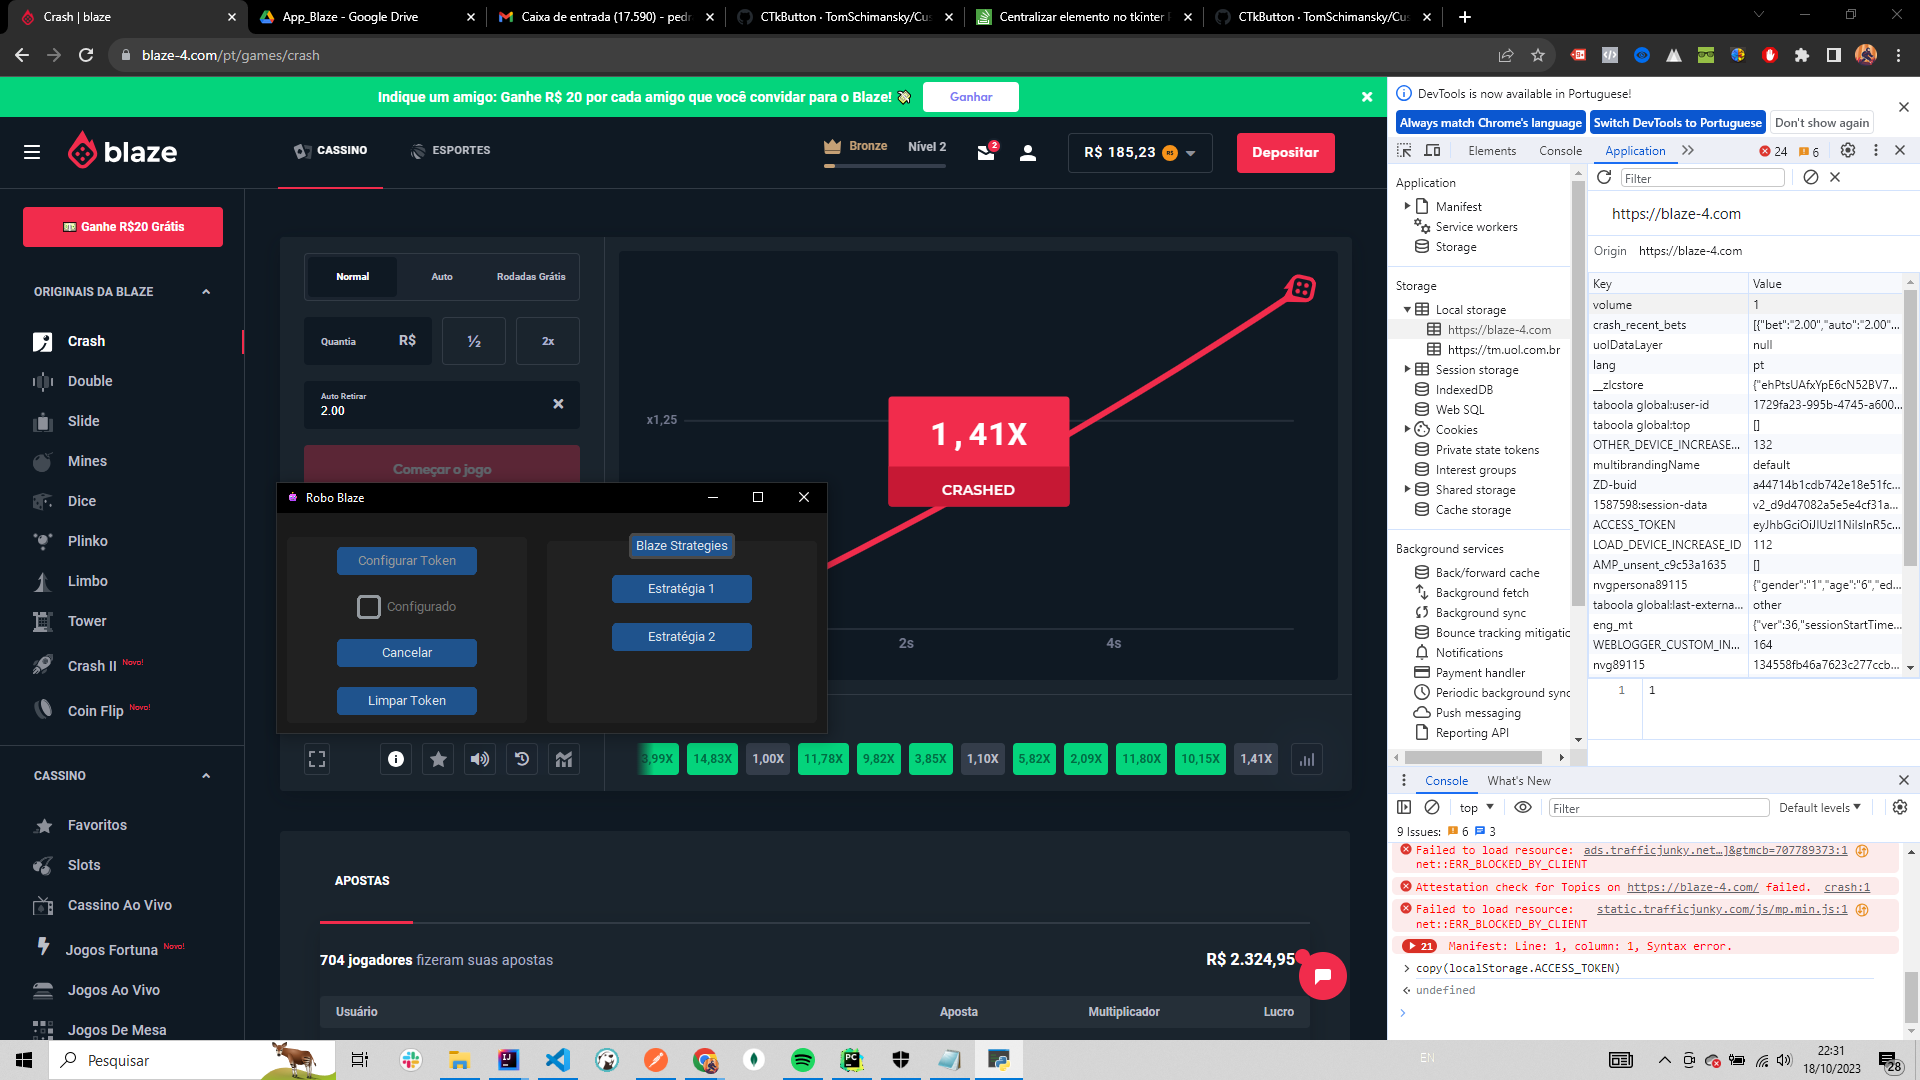 Crash | blaze
App_Blaze - Google Drive
Caixa de entrada (17.590) - ped
CTkButton · TomSchimansky/Cus
Centralizar elemento no tkinter
CTkButton · TomSchimansky/Cus
blaze-4.com/pt/games/crash
Indique um amigo: Ganhe R$ 20 por cada amigo que você convidar para o Blaze!
Ganhar
blaze
CASSINO
ESPORTES
Bronze
Nível 2
2
R$ 185,23
R$
Depositar
Ganhe R$20 Grátis
ORIGINAIS DA BLAZE
Crash
Double
Slide
Mines
Dice
Plinko
Limbo
Tower
Crash II Novo!
Coin Flip Novo!
CASSINO
Favoritos
Slots
Cassino Ao Vivo
Jogos Fortuna Novo!
Jogos Ao Vivo
Jogos De Mesa
Normal
Auto
Rodadas Grátis
Quantia
R$
½
2x
Auto Retirar
2.00
Começar o jogo
x1,25
1,41X
CRASHED
2s
4s
Robo Blaze
Configurar Token
Configurado
Cancelar
Limpar Token
Blaze Strategies
Estratégia 1
Estratégia 2
3,99X
14,83X
1,00X
11,78X
9,82X
3,85X
1,10X
5,82X
2,09X
11,80X
10,15X
1,41X
APOSTAS
704 jogadores fizeram suas apostas
R$ 2.324,95
Usuário
Aposta
Multiplicador
Lucro
DevTools is now available in Portuguese!
Always match Chrome's language
Switch DevTools to Portuguese
Don't show again
Elements
Console
Application
24
6
Application
Manifest
Service workers
Storage
Storage
Local storage
https://blaze-4.com
https://tm.uol.com.br
Session storage
IndexedDB
Web SQL
Cookies
Private state tokens
Interest groups
Shared storage
Cache storage
Background services
Back/forward cache
Background fetch
Background sync
Bounce tracking mitigatio
Notifications
Payment handler
Periodic background sync
Push messaging
Reporting API
Filter
https://blaze-4.com
Origin https://blaze-4.com
Key Value
volume 1
crash_recent_bets [{"bet":"2.00","auto":"2.00"...
uolDataLayer null
lang pt
__zlcstore {"ehPtsUAfxYpE6cN52BV7...
taboola global:user-id 1729fa23-995b-4745-a600...
taboola global:top []
OTHER_DEVICE_INCREASE... 132
multibrandingName default
ZD-buid a44714b1cdb742e18e51fc...
1587598:session-data v2_d9d47082a5e5e4cf31a...
ACCESS_TOKEN eyJhbGciOiJIUzI1NiIsInR5c...
LOAD_DEVICE_INCREASE_ID 112
AMP_unsent_c9c53a1635 []
nvgpersona89115 {"gender":"1","age":"6","ed...
taboola global:last-externa... other
eng_mt {"ver":36,"sessionStartTime...
WEBLOGGER_CUSTOM_IN... 164
nvg89115 134558fb46a7623c277ccb...
1 1
Console
What's New
top
Filter
Default levels
9 Issues: 6 3
Failed to load resource: ads.trafficjunky.net…]&gtmcb=707789373:1
net::ERR_BLOCKED_BY_CLIENT
Attestation check for Topics on https://blaze-4.com/ failed. crash:1
Failed to load resource: static.trafficjunky.com/js/mp.min.js:1
net::ERR_BLOCKED_BY_CLIENT
21 Manifest: Line: 1, column: 1, Syntax error.
> copy(localStorage.ACCESS_TOKEN)
undefined
Pesquisar
EN
22:31
18/10/2023
28